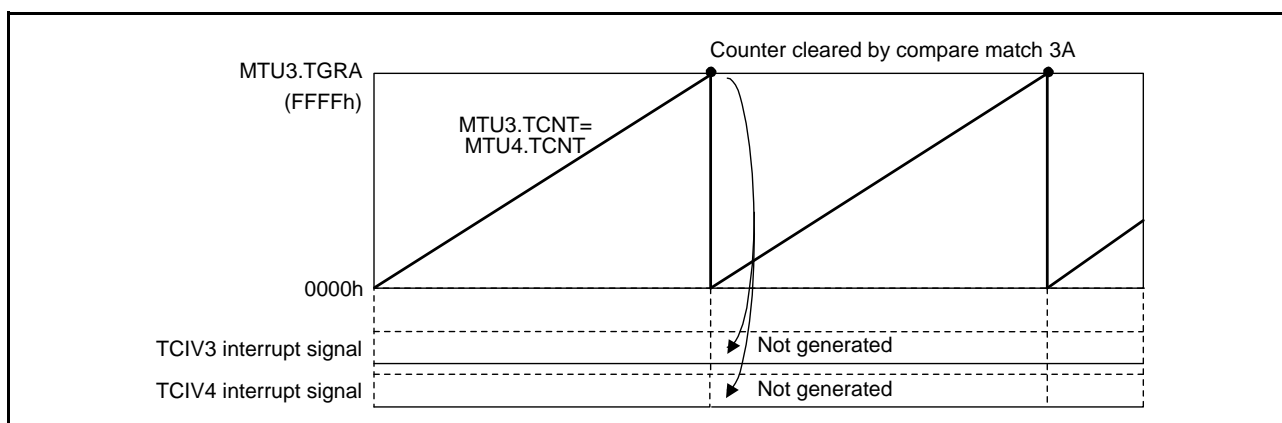 Counter cleared by compare match 3A
MTU3.TGRA
(FFFFh)
MTU3.TCNT=
MTU4.TCNT
0000h
TCIV3 interrupt signal
Not generated
TCIV4 interrupt signal
Not generated